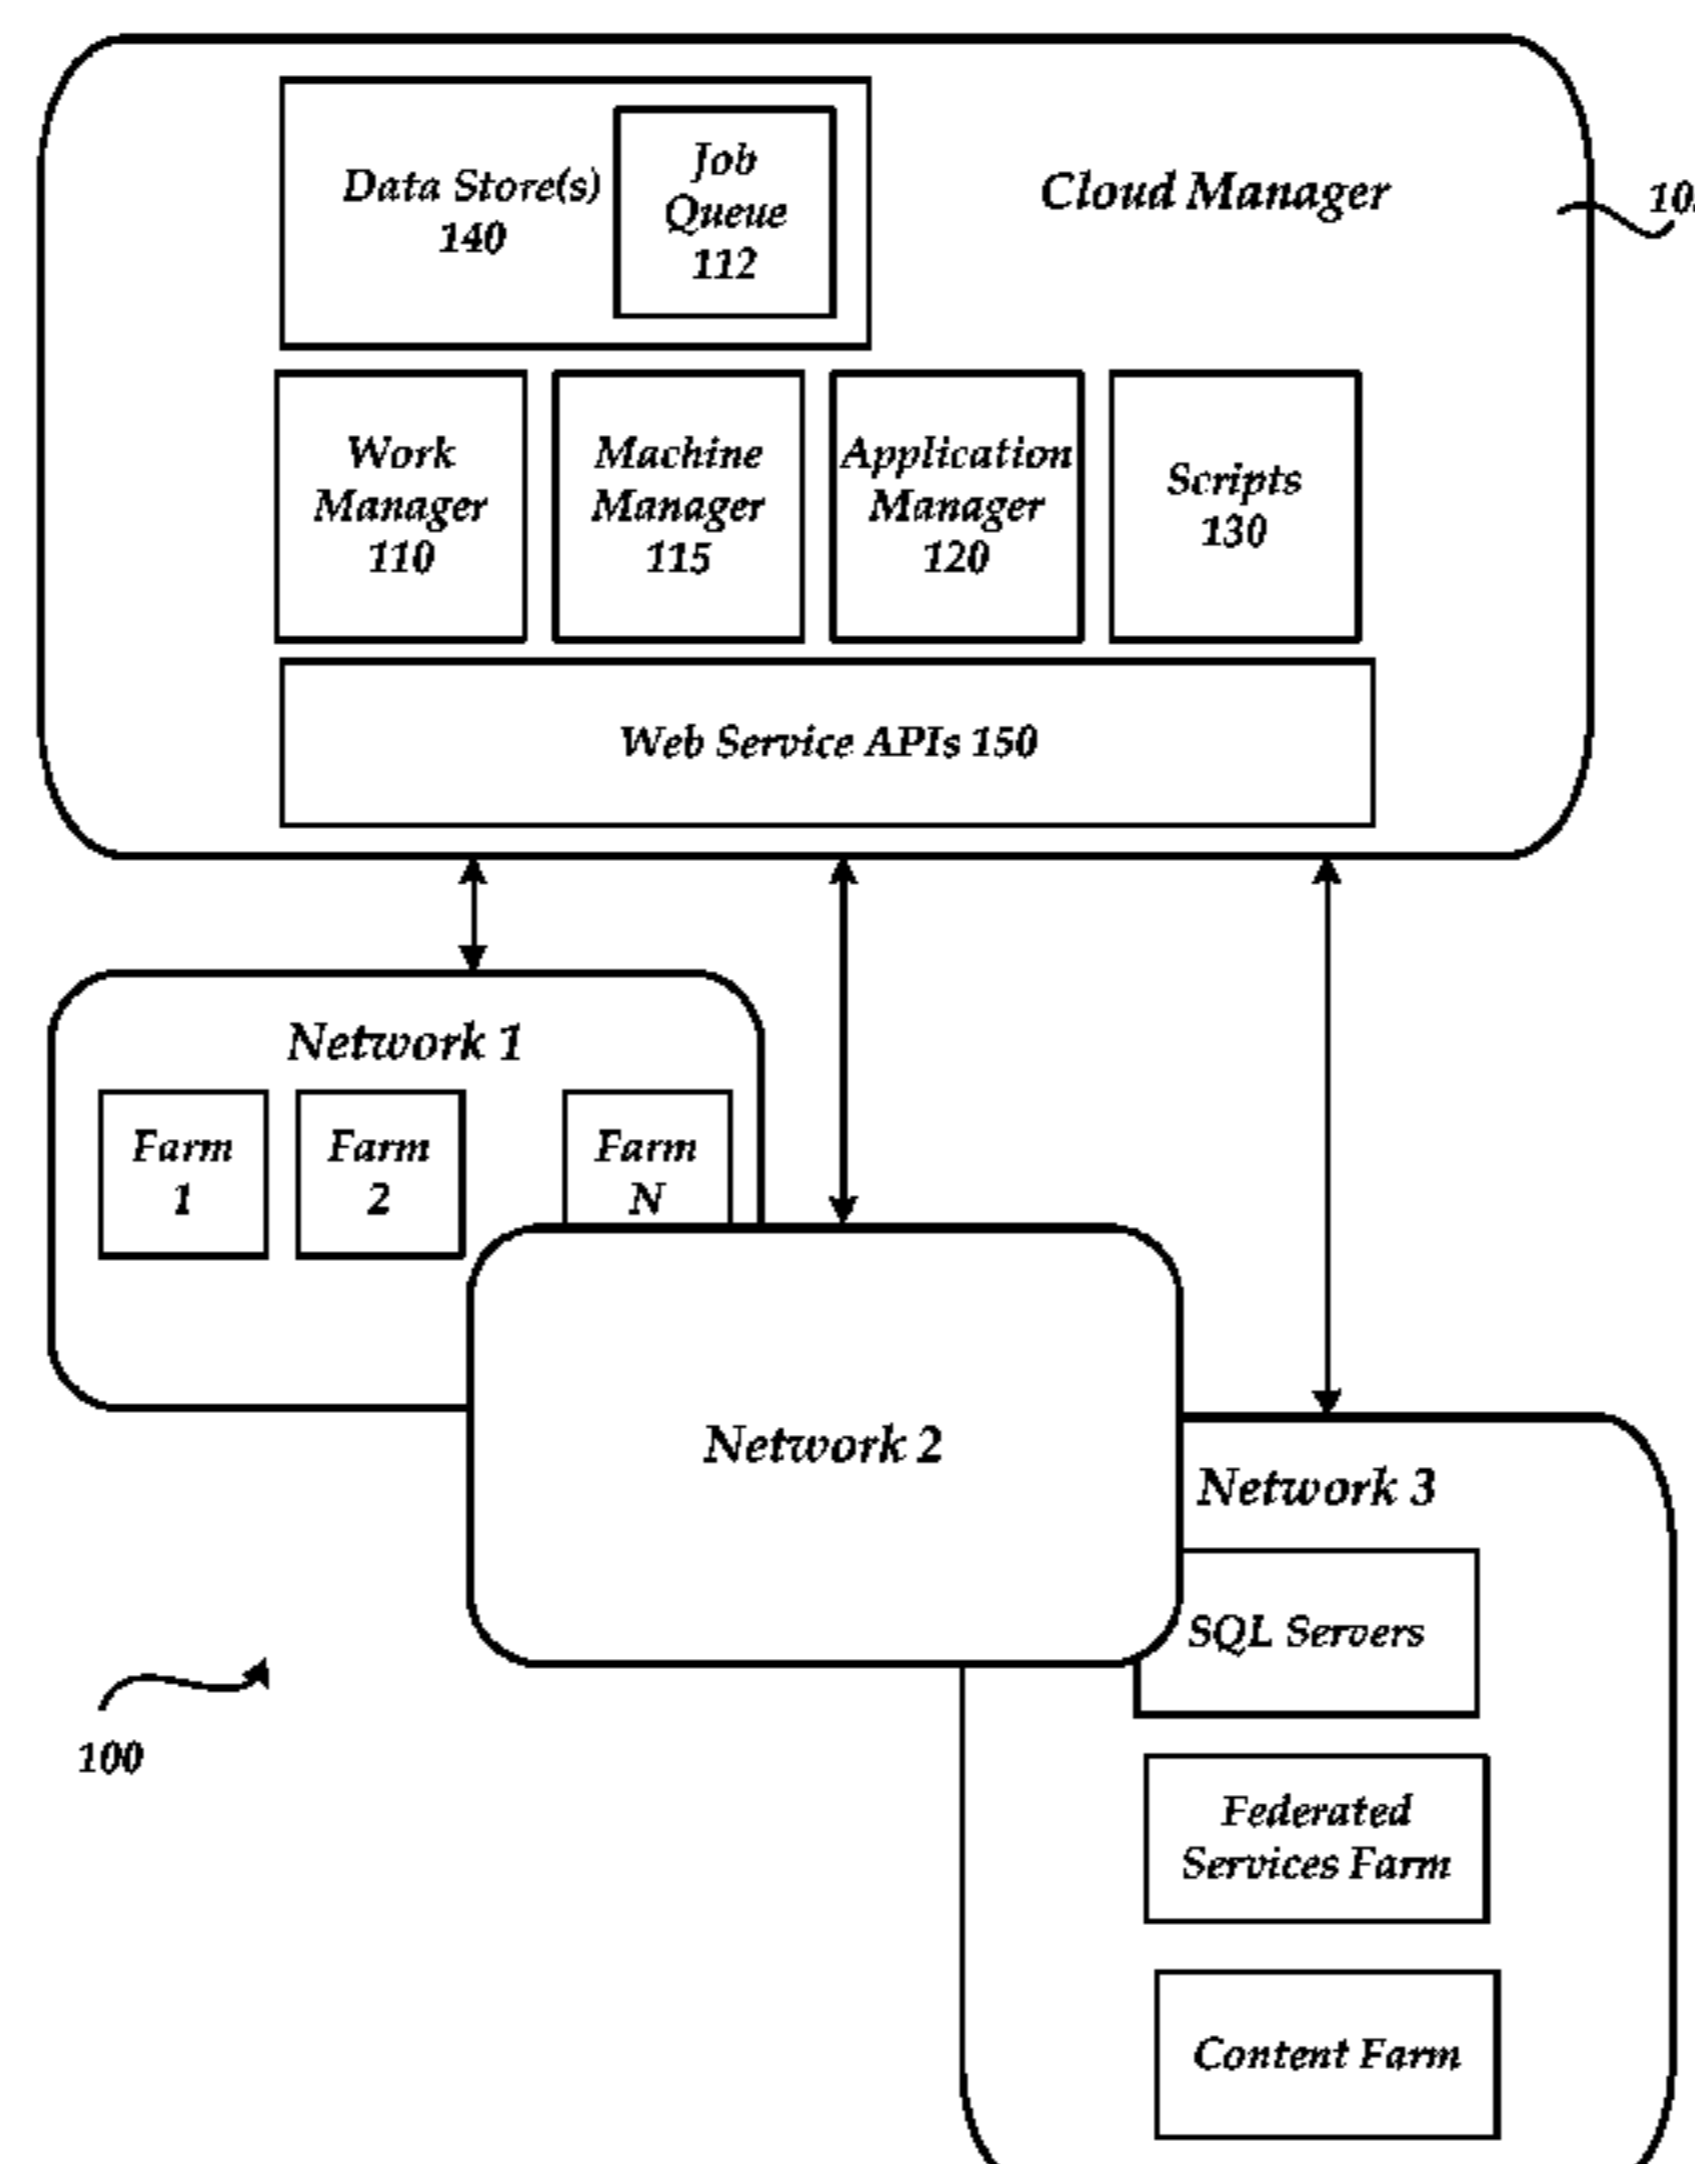 Data Store(s)
140
Job
Queue
112
Cloud Manager
Work
Manager
110
Machine
Manager
115
Application
Manager
120
Scripts
130
Web Service APIs 150
Network 1
Farm
1
Farm
2
Farm
N
Network 2
Network 3
SQL Servers
Federated
Services Farm
Content Farm
100